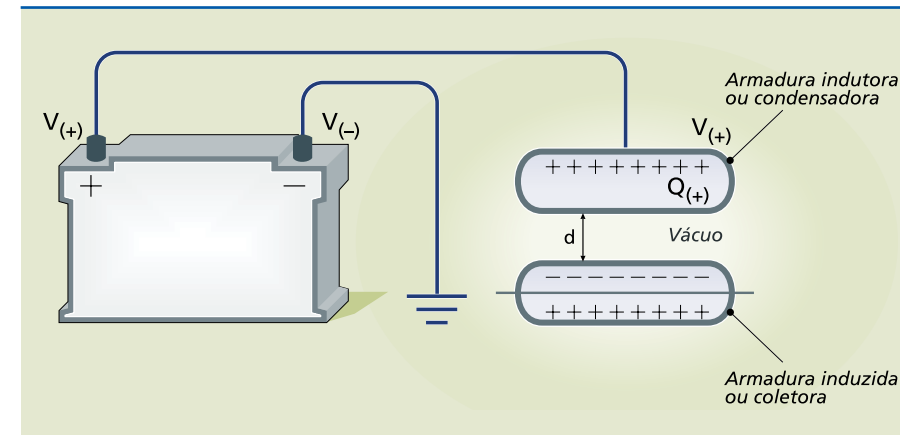 Armadura indutora
ou condensadora
V(+)
V(–)
V(+)
+
–
+ + + + + + + +
Q(+)
d
Vácuo
– – – – – – – –
+ + + + + + + +
Armadura induzida
ou coletora